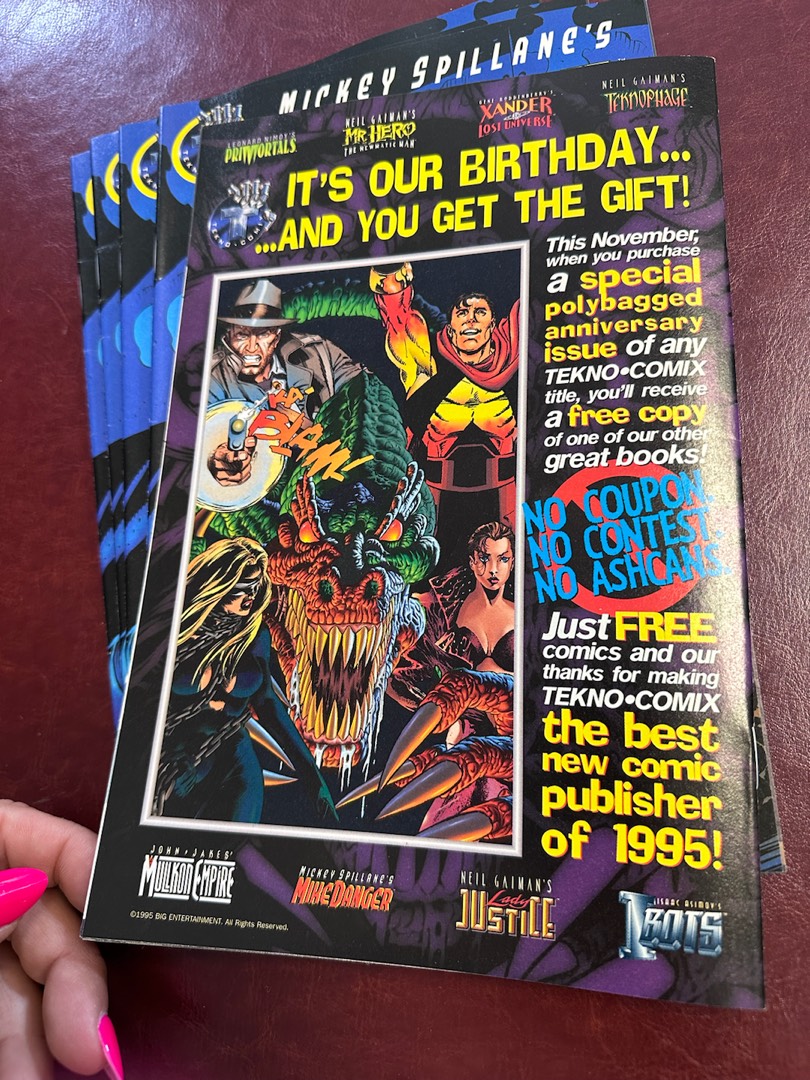 MICKEY SPILLANE'S
LEONARD NIMOY'S
PRIMORTALS
NEIL GAIMAN'S
MR. HERO
THE NEWMATIC MAN
GENE RODDENBERRY'S
XANDER
IN
LOST UNIVERSE
NEIL GAIMAN'S
TEKNOPHAGE
TEKNO•COMIX
IT'S OUR BIRTHDAY...
...AND YOU GET THE GIFT!
This November,
when you purchase
a special
polybagged
anniversary
issue of any
TEKNO•COMIX
title, you'll receive
a free copy
of one of our other
great books!
BLAM!
NO COUPON.
NO CONTEST.
NO ASHCANS.
Just FREE
comics and our
thanks for making
TEKNO•COMIX
the best
new comic
publisher
of 1995!
JOHN JAKES'
MULLKON EMPIRE
MICKEY SPILLANE'S
MIKE DANGER
NEIL GAIMAN'S
Lady
JUSTICE
ISAAC ASIMOV'S
I-BOTS
©1995 BIG ENTERTAINMENT. All Rights Reserved.